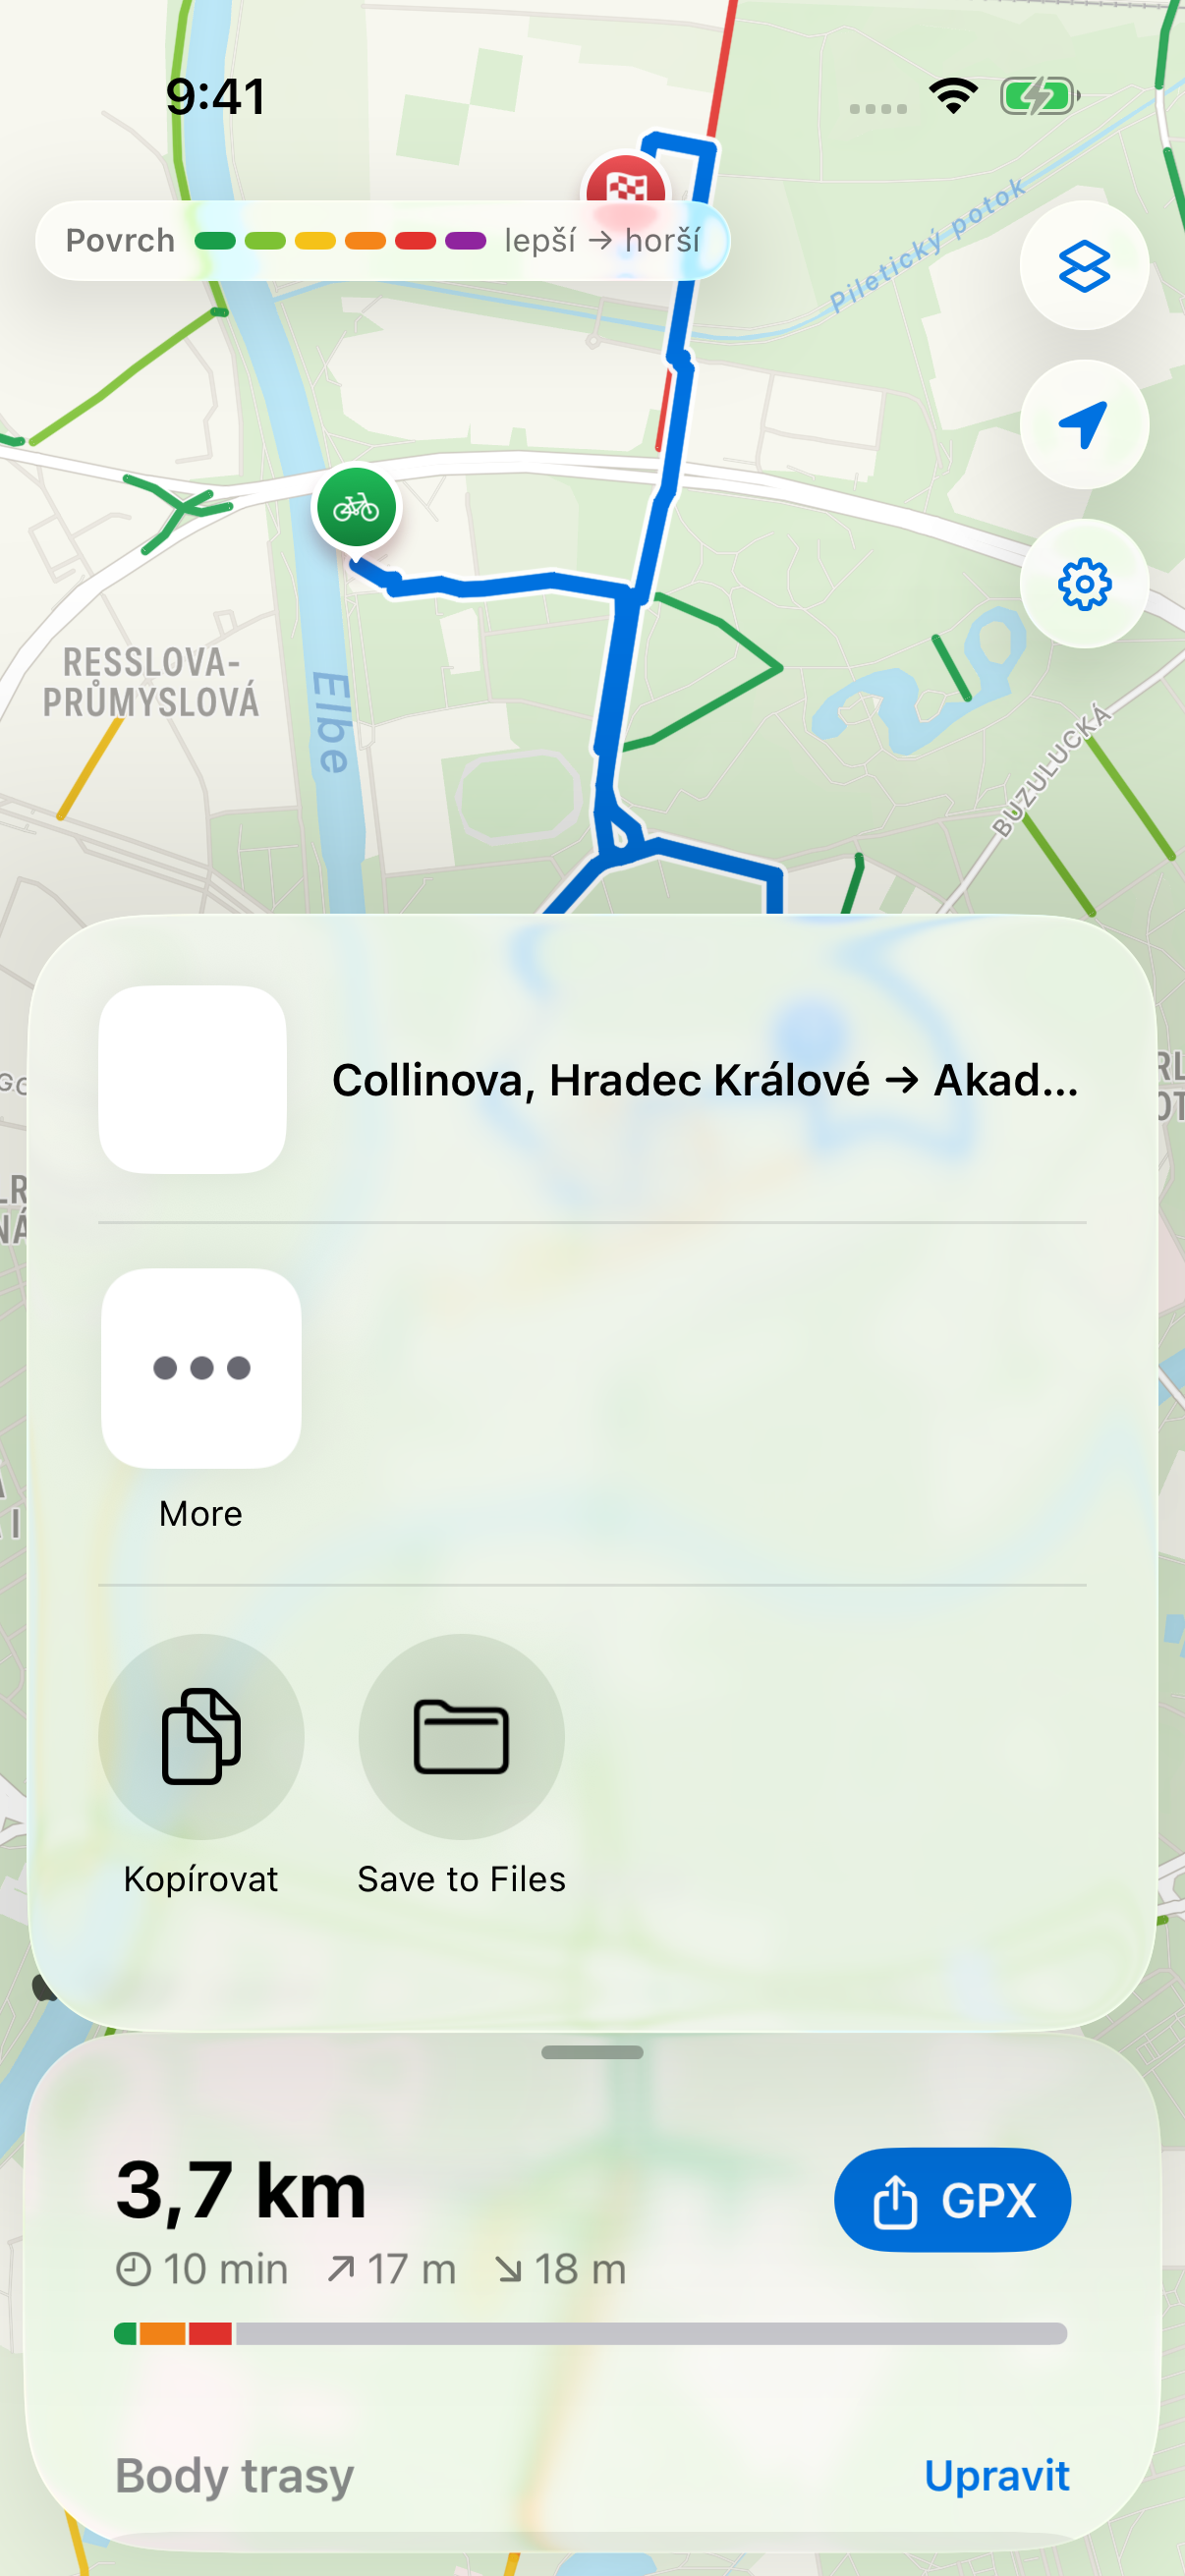 9:41
Povrch lepší → horší
Piletický potok
RESSLOVA-
PRŮMYSLOVÁ
Elbe
BUZULUCKÁ
Collinova, Hradec Králové → Akad...
More
Kopírovat
Save to Files
3,7 km
GPX
10 min ↗ 17 m ↘ 18 m
Body trasy
Upravit